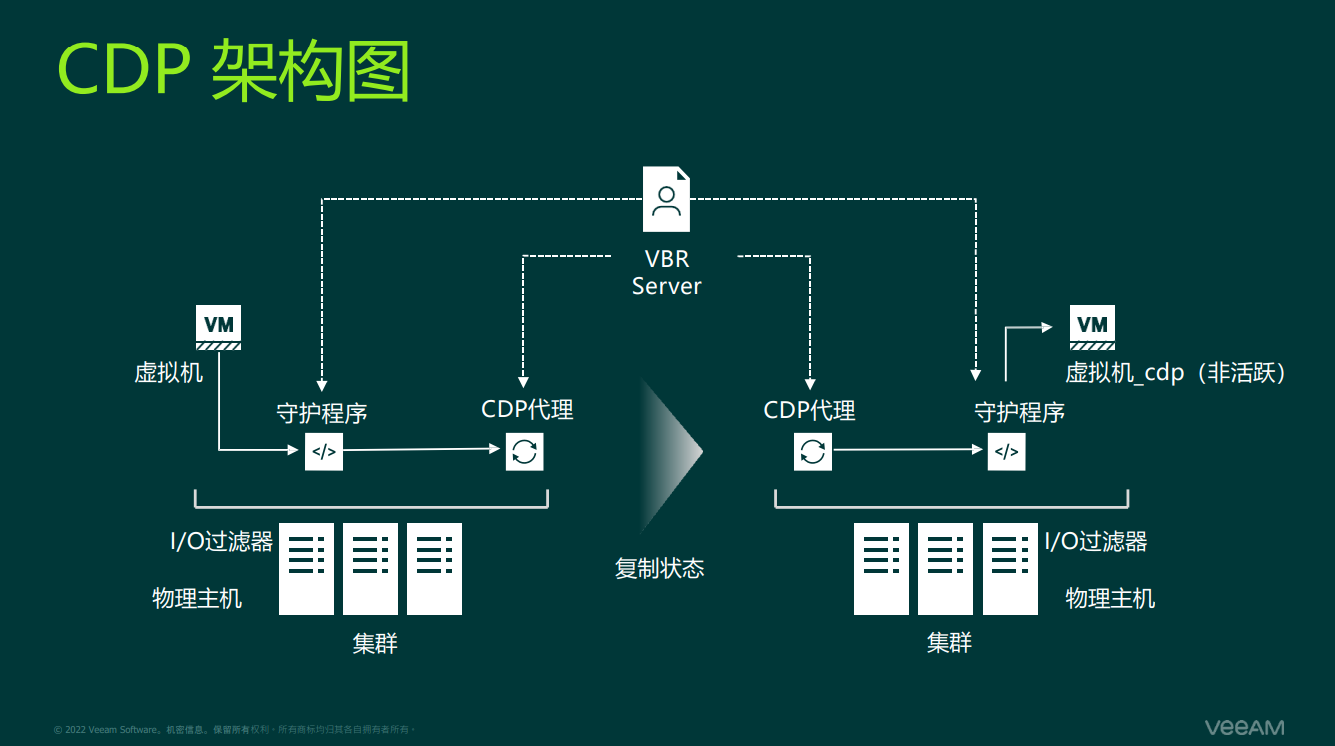 CDP 架构图
VBR
Server
VM
虚拟机
VM
虚拟机_cdp（非活跃）
守护程序
</>
CDP代理
CDP代理
守护程序
</>
I/O过滤器
物理主机
集群
复制状态
I/O过滤器
物理主机
集群
© 2022 Veeam Software。机密信息。保留所有权利。所有商标均归其各自拥有者所有。
VEEAM